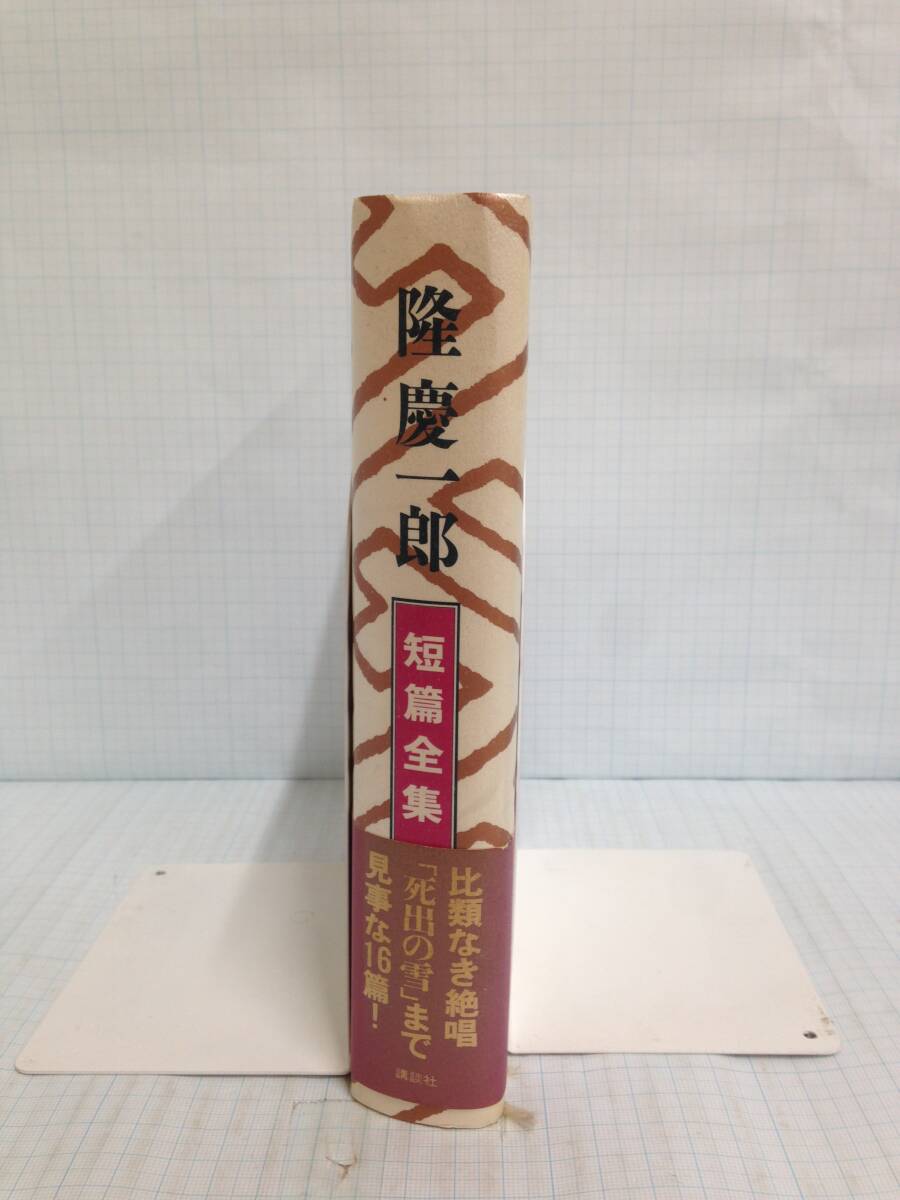 隆慶一郎
短篇全集
比類なき絶唱
「死出の雪」まで
見事な16篇！
講談社